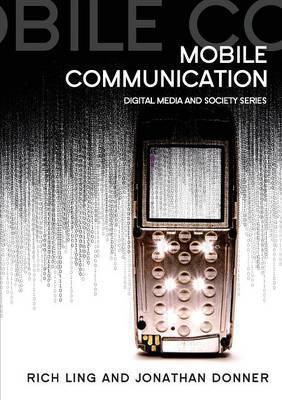 OBILE CO
MOBILE
COMMUNICATION
DIGITAL MEDIA AND SOCIETY SERIES
RICH LING AND JONATHAN DONNER